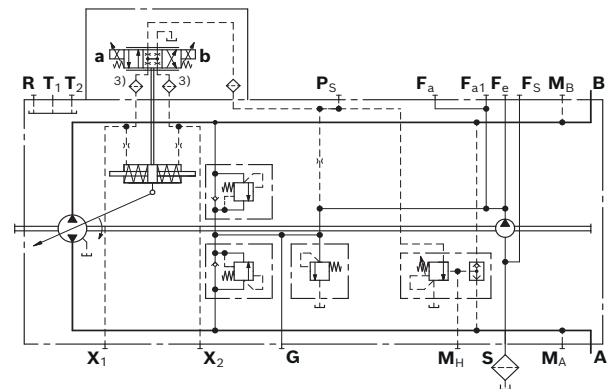 a b
3) 3)
R T1 T2 PS Fa Fa1 Fe FS MB B
X1 X2 G MH S MA A